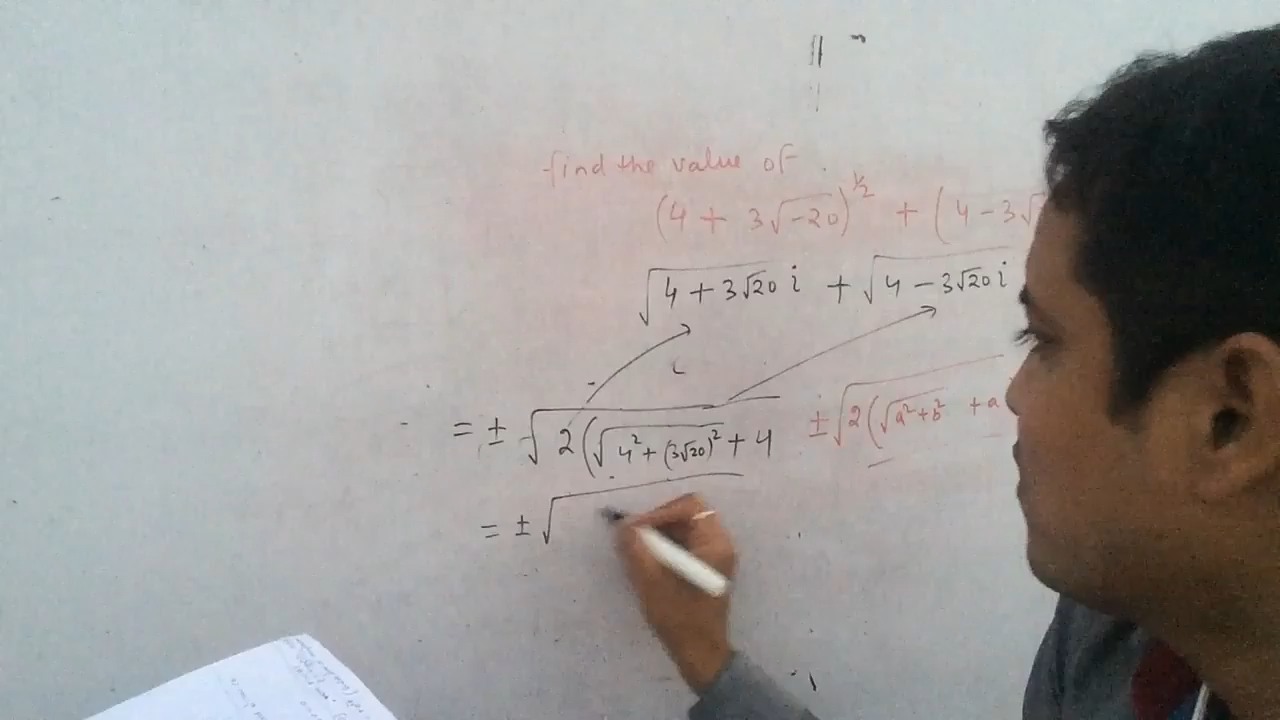 find the value of
(4 + 3√-20)^1/2 + (4 - 3√
√4 + 3√20 i + √4 - 3√20 i
= ± √2(√4² + (3√20)² + 4
± √2(√a² + b² + a
= ± √